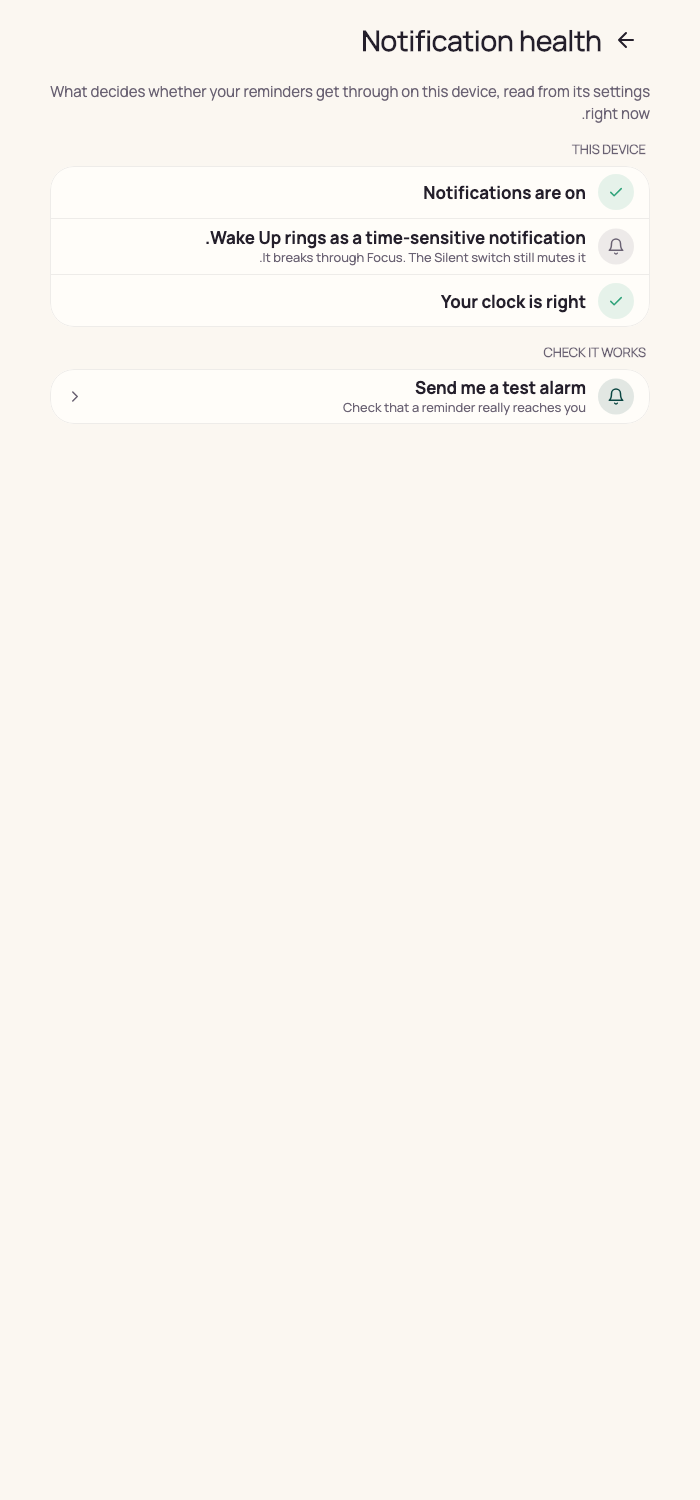 Notification health
What decides whether your reminders get through on this device, read from its settings
right now.
THIS DEVICE
Notifications are on
Wake Up rings as a time-sensitive notification.
It breaks through Focus. The Silent switch still mutes it.
Your clock is right
CHECK IT WORKS
Send me a test alarm
Check that a reminder really reaches you